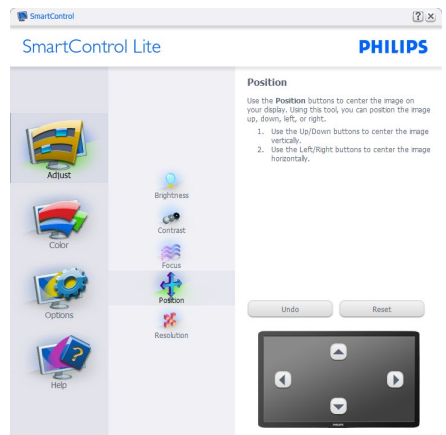 SmartControl
SmartControl Lite
PHILIPS
Adjust
Color
Options
Help
Brightness
Contrast
Focus
Position
Resolution
Position
Use the Position buttons to center the image on
your display. Using this tool, you can position the image
up, down, left, or right.
1. Use the Up/Down buttons to center the image
vertically.
2. Use the Left/Right buttons to center the image
horizontally.
Undo
Reset
PHILIPS